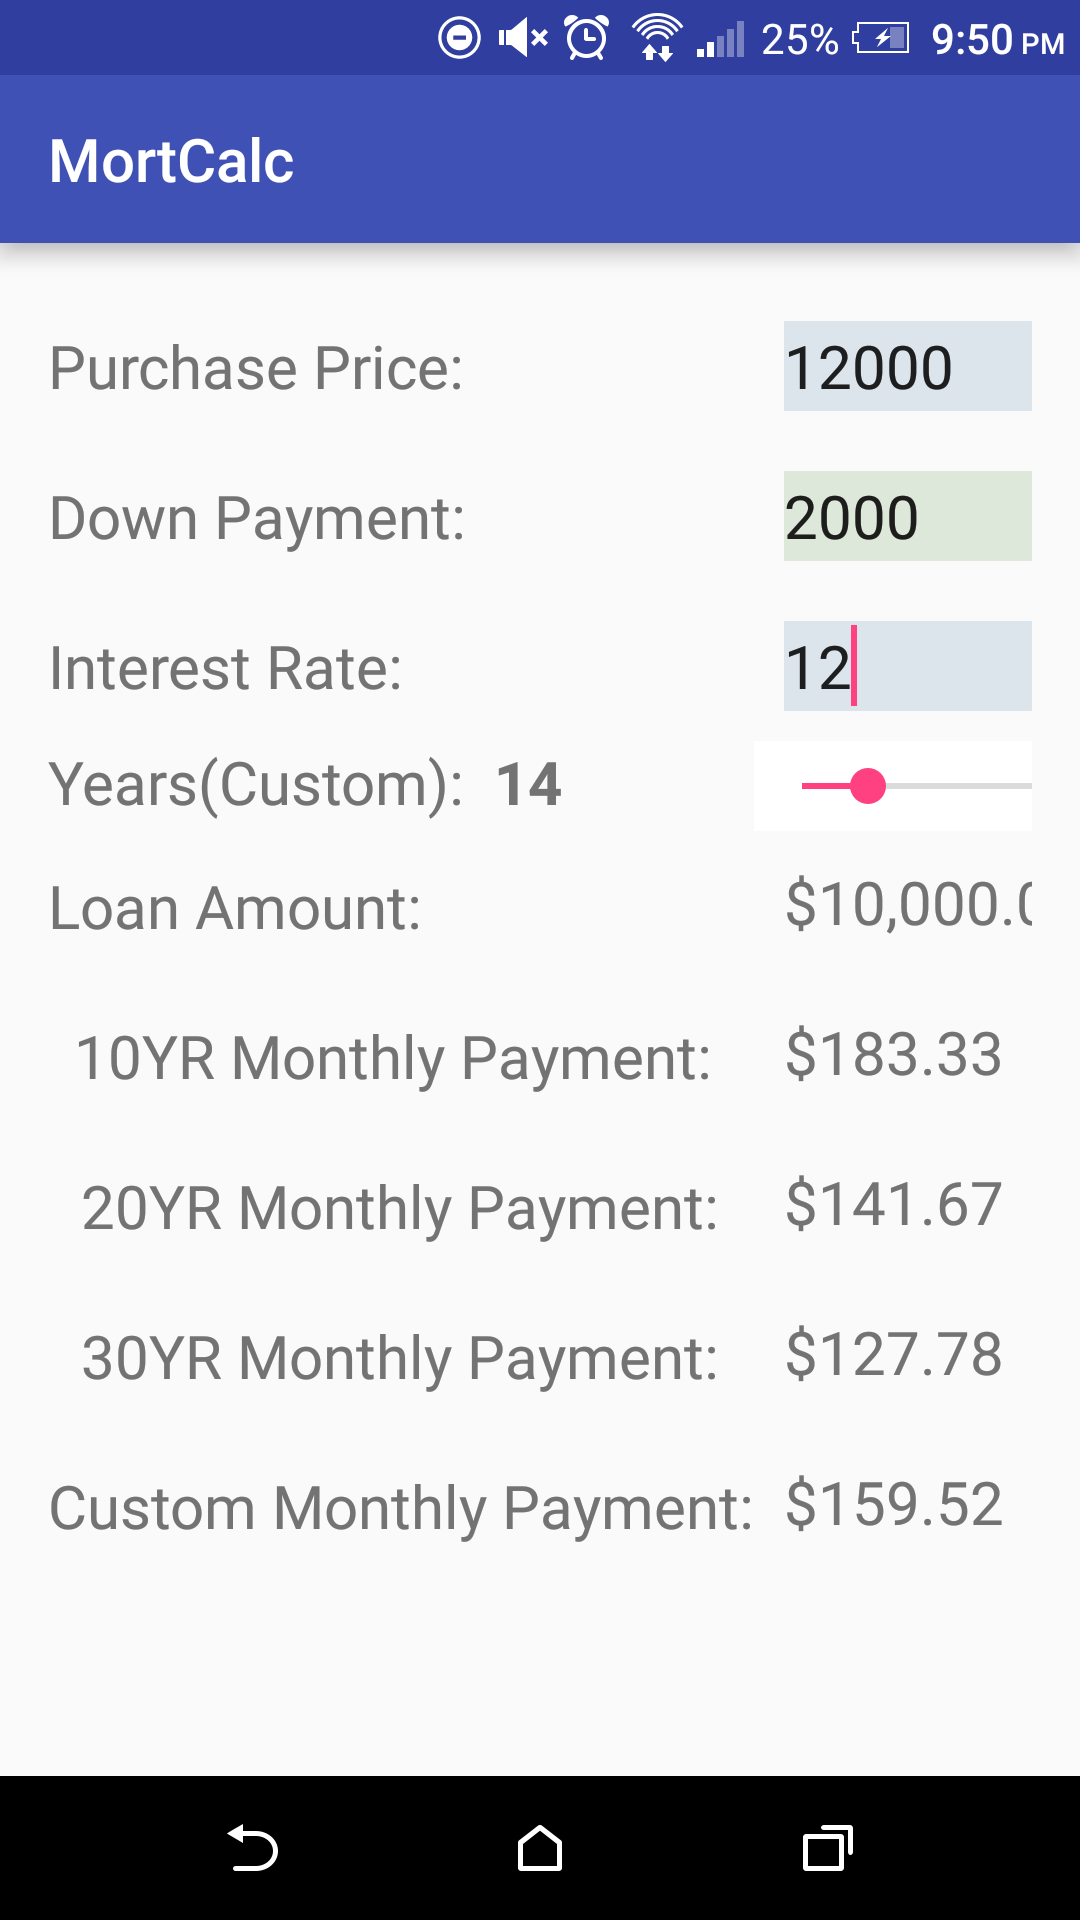 25% 9:50 PM
MortCalc
Purchase Price: 12000
Down Payment: 2000
Interest Rate: 12
Years(Custom): 14
Loan Amount: $10,000.0
10YR Monthly Payment: $183.33
20YR Monthly Payment: $141.67
30YR Monthly Payment: $127.78
Custom Monthly Payment: $159.52